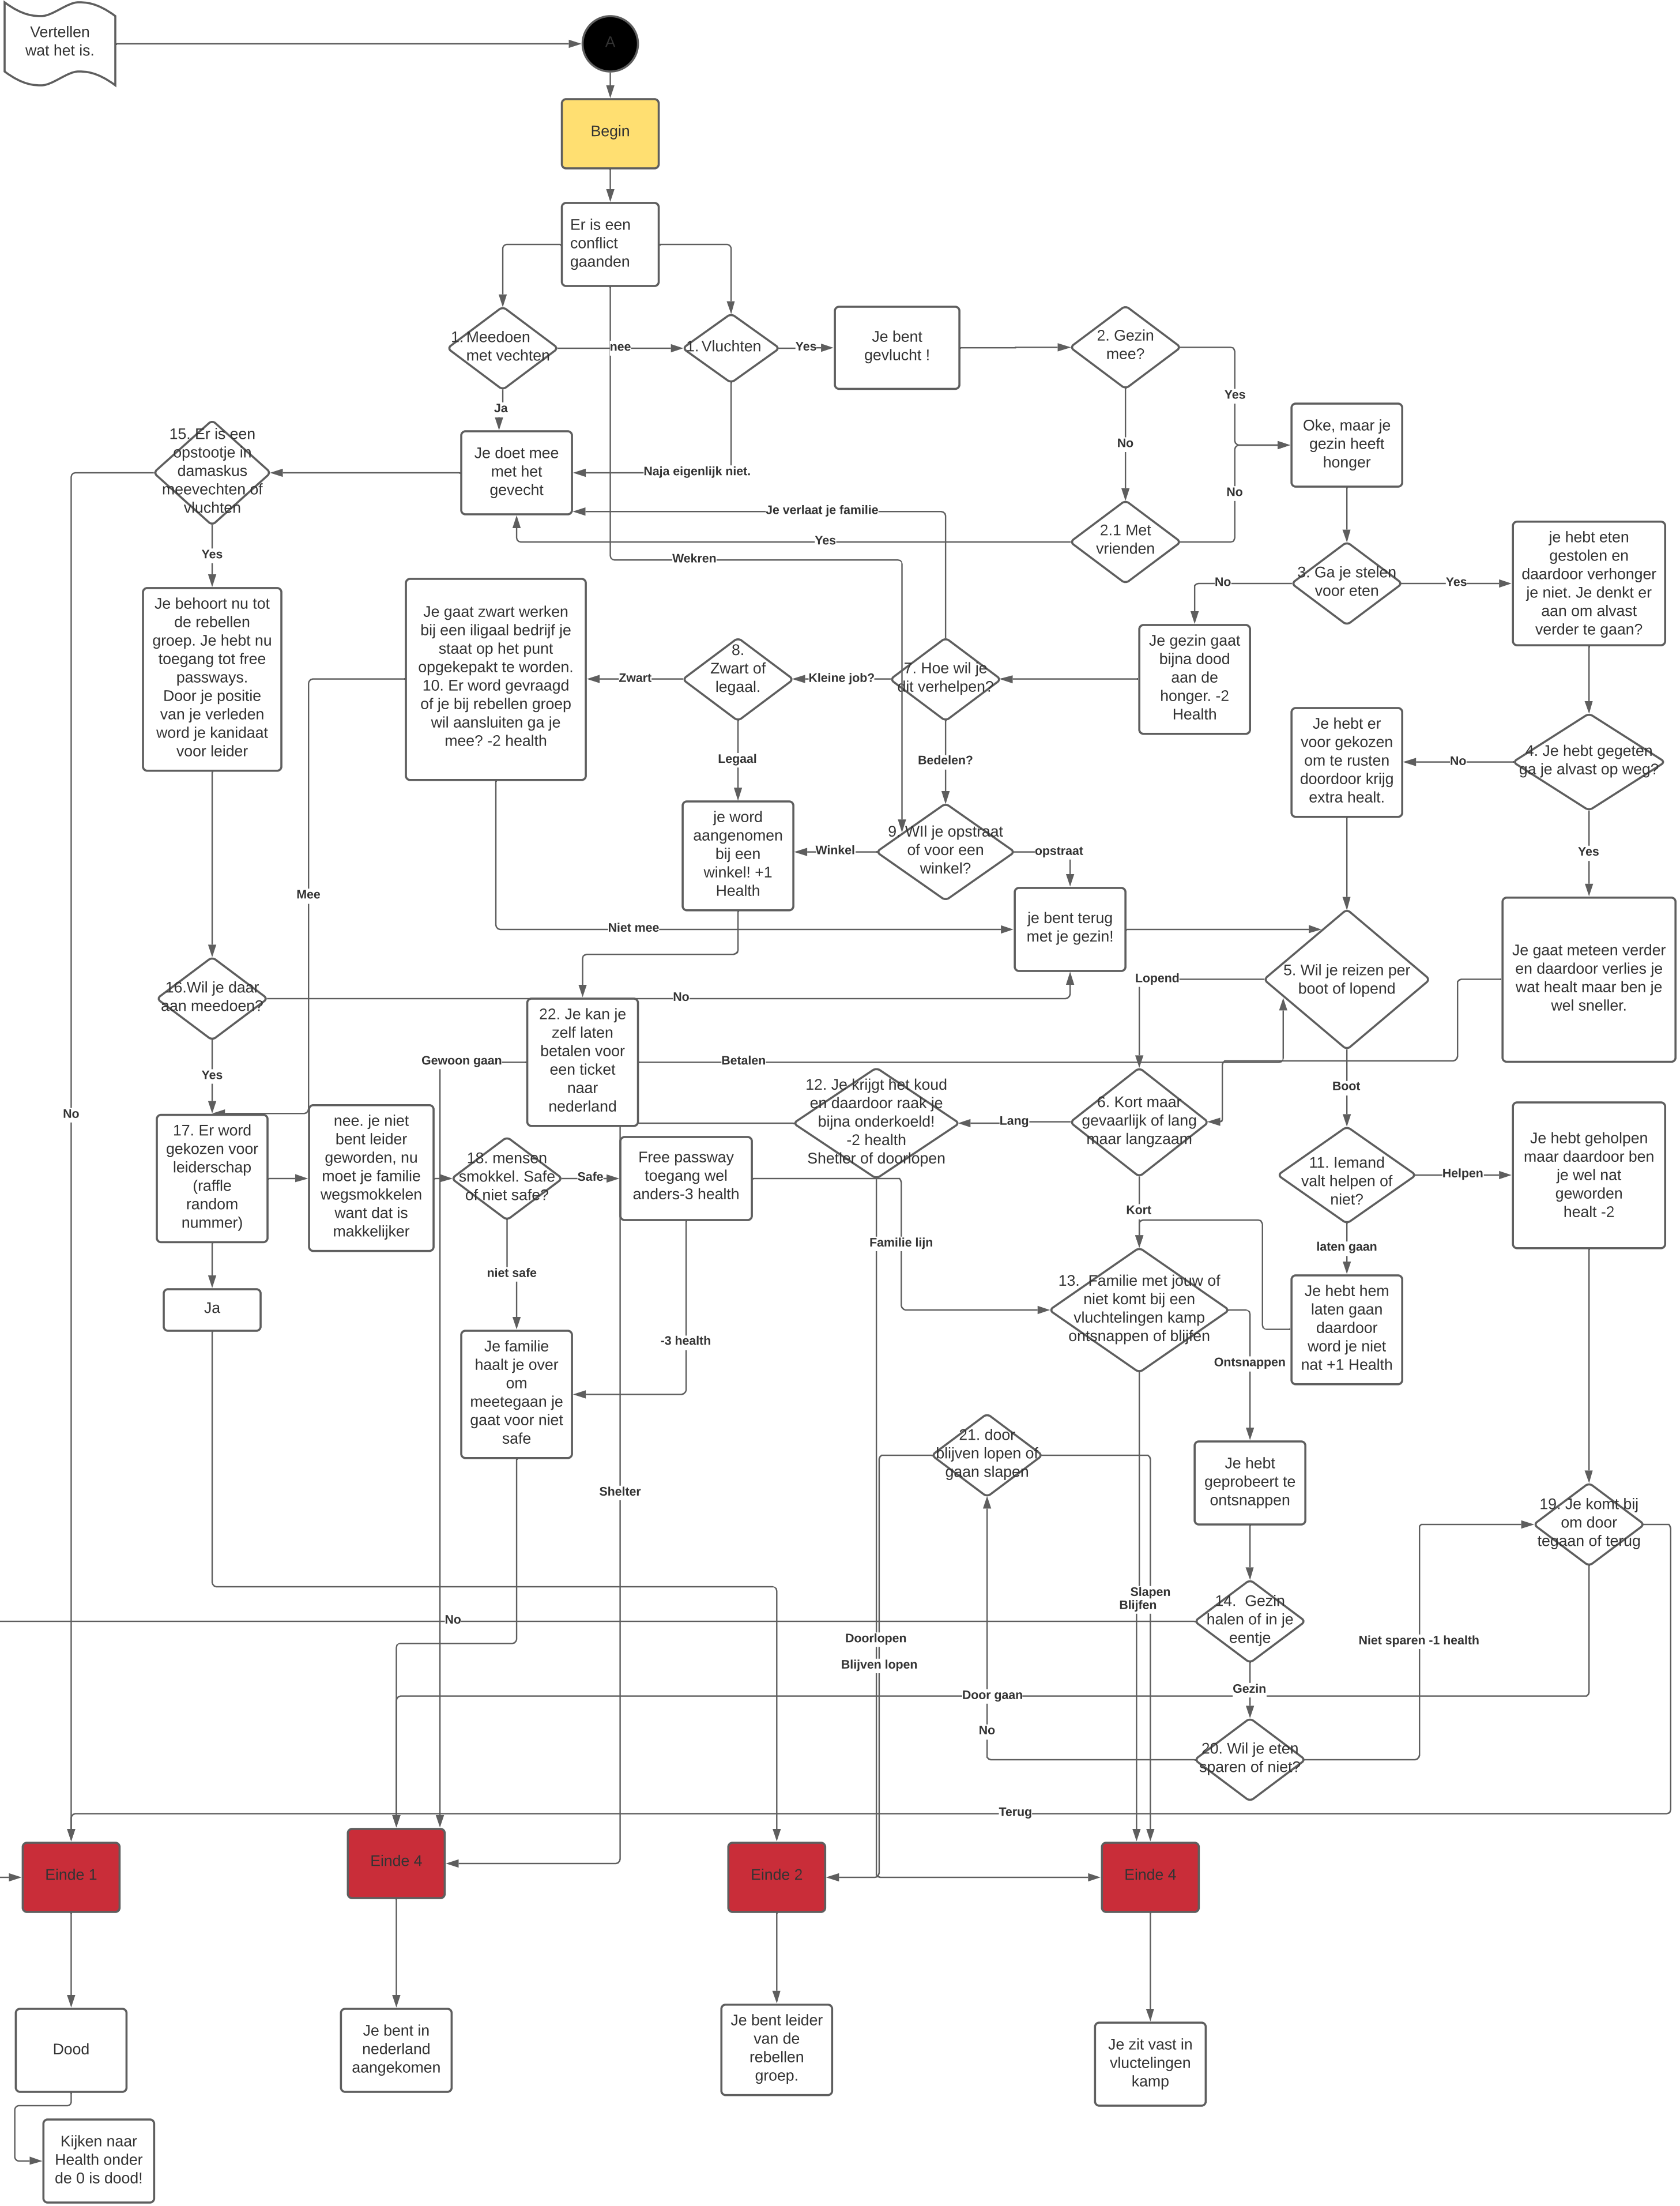 Vertellen
wat het is.
A
Begin
Er is een
conflict
gaanden
1. Meedoen
met vechten
nee
1. Vluchten
Yes
Je bent
gevlucht !
2. Gezin
mee?
Yes
No
Ja
Je doet mee
met het
gevecht
Naja eigenlijk niet.
Oke, maar je
gezin heeft
honger
15. Er is een
opstootje in
damaskus
meevechten of
vluchten
No
Je verlaat je familie
Yes
2.1 Met
vrienden
Wekren
Yes
3. Ga je stelen
voor eten
No
Yes
je hebt eten
gestolen en
daardoor verhonger
je niet. Je denkt er
aan om alvast
verder te gaan?
Je behoort nu tot
de rebellen
groep. Je hebt nu
toegang tot free
passways.
Door je positie
van je verleden
word je kanidaat
voor leider
Je gaat zwart werken
bij een iligaal bedrijf je
staat op het punt
opgekepakt te worden.
10. Er word gevraagd
of je bij rebellen groep
wil aansluiten ga je
mee? -2 health
Zwart
8.
Zwart of
legaal.
Kleine job?
7. Hoe wil je
dit verhelpen?
Je gezin gaat
bijna dood
aan de
honger. -2
Health
Je hebt er
voor gekozen
om te rusten
doordoor krijg
extra healt.
No
4. Je hebt gegeten
ga je alvast op weg?
Legaal
Bedelen?
je word
aangenomen
bij een
winkel! +1
Health
Winkel
9. WIl je opstraat
of voor een
winkel?
opstraat
Yes
Mee
Niet mee
je bent terug
met je gezin!
Je gaat meteen verder
en daardoor verlies je
wat healt maar ben je
wel sneller.
5. Wil je reizen per
boot of lopend
Lopend
16.Wil je daar
aan meedoen?
No
22. Je kan je
zelf laten
betalen voor
een ticket
naar
nederland
Gewoon gaan
Betalen
Yes
Boot
12. Je krijgt het koud
en daardoor raak je
bijna onderkoeld!
-2 health
Shetler of doorlopen
Lang
6. Kort maar
gevaarlijk of lang
maar langzaam
No
17. Er word
gekozen voor
leiderschap
(raffle
random
nummer)
nee. je niet
bent leider
geworden, nu
moet je familie
wegsmokkelen
want dat is
makkelijker
18. mensen
smokkel. Safe
of niet safe?
Safe
Free passway
toegang wel
anders-3 health
11. Iemand
valt helpen of
niet?
Helpen
Je hebt geholpen
maar daardoor ben
je wel nat
geworden
healt -2
Kort
Familie lijn
laten gaan
niet safe
Ja
13.  Familie met jouw of
niet komt bij een
vluchtelingen kamp
ontsnappen of blijfen
Je hebt hem
laten gaan
daardoor
word je niet
nat +1 Health
-3 health
Ontsnappen
Je familie
haalt je over
om
meetegaan je
gaat voor niet
safe
21. door
blijven lopen of
gaan slapen
Je hebt
geprobeert te
ontsnappen
Shelter
19. Je komt bij
om door
tegaan of terug
Slapen
Blijfen
14.  Gezin
halen of in je
eentje
No
Doorlopen
Niet sparen -1 health
Blijven lopen
Gezin
Door gaan
No
20. Wil je eten
sparen of niet?
Terug
Einde 1
Einde 4
Einde 2
Einde 4
Dood
Je bent in
nederland
aangekomen
Je bent leider
van de
rebellen
groep.
Je zit vast in
vluctelingen
kamp
Kijken naar
Health onder
de 0 is dood!